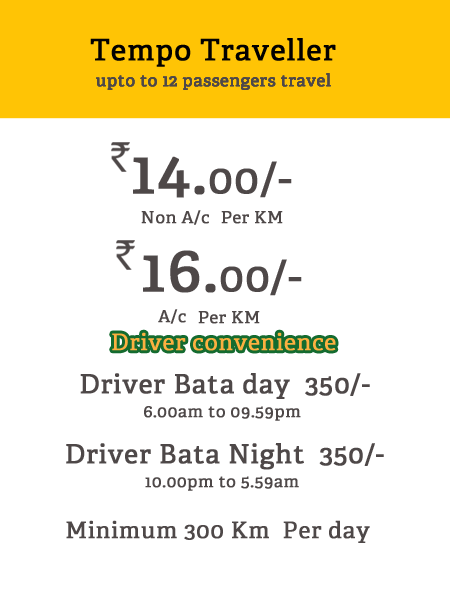 Tempo Traveller
upto to 12 passengers travel
₹14.00/-
Non A/c Per KM
₹16.00/-
A/c Per KM
Driver convenience
Driver Bata day 350/-
6.00am to 09.59pm
Driver Bata Night 350/-
10.00pm to 5.59am
Minimum 300 Km Per day